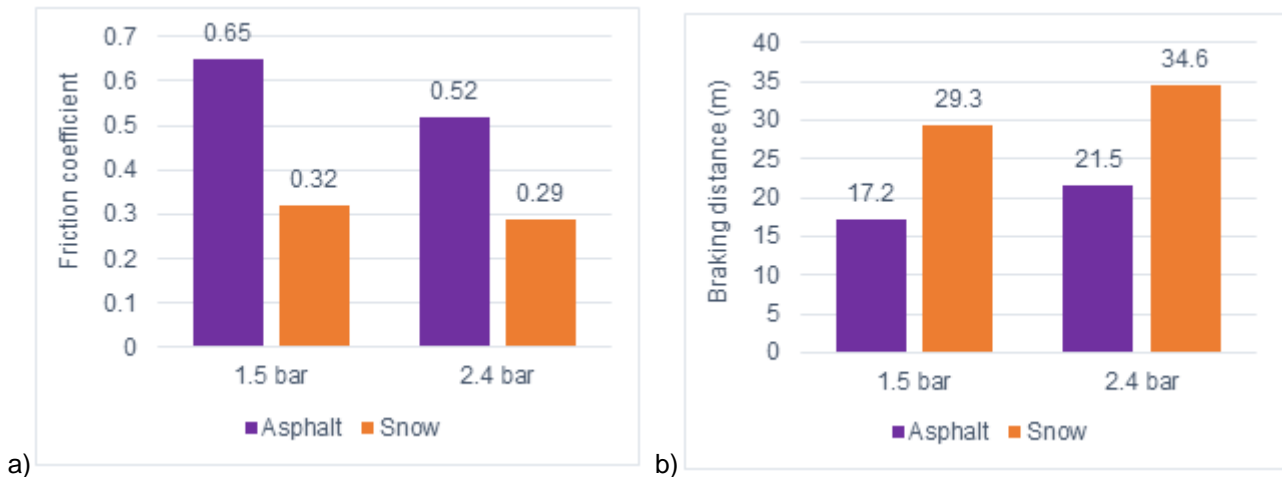 Friction coefficient
0.7
0.6
0.5
0.4
0.3
0.2
0.1
0
0.65
0.32
0.52
0.29
1.5 bar
2.4 bar
Asphalt Snow
a)
Braking distance (m)
40
35
30
25
20
15
10
5
0
17.2
29.3
21.5
34.6
1.5 bar
2.4 bar
Asphalt Snow
b)